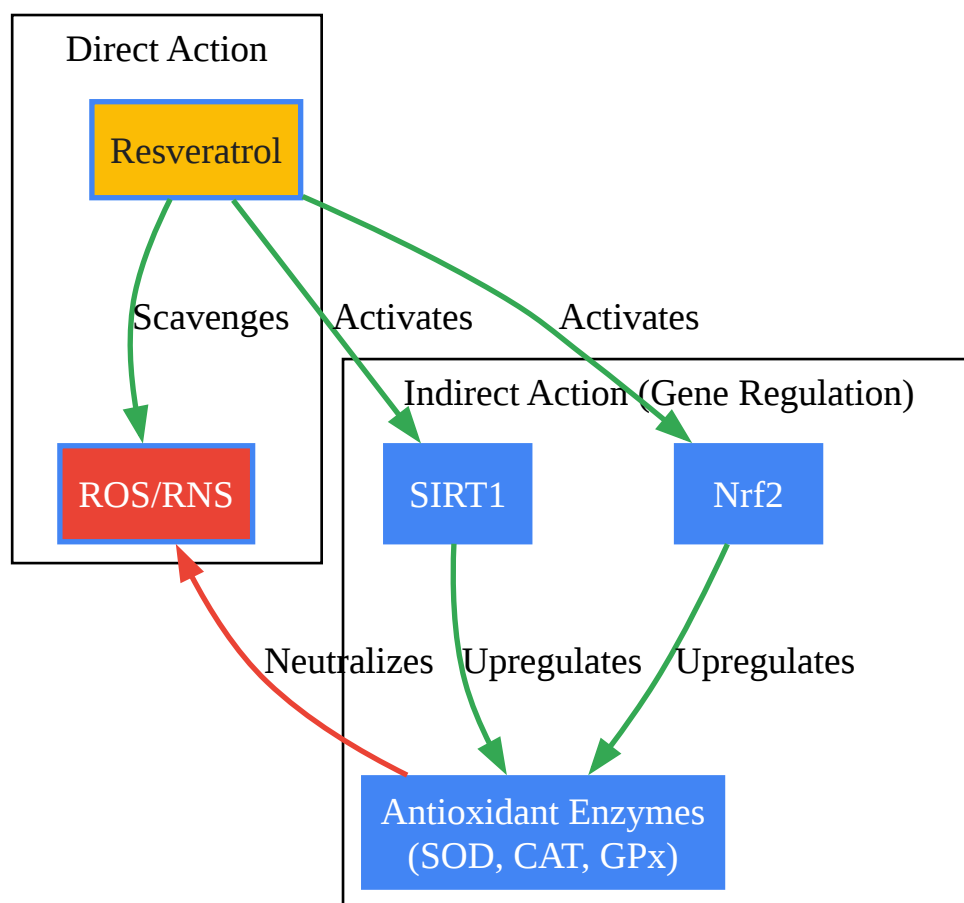 Direct Action
Resveratrol
Scavenges
Activates
Activates
Indirect Action (Gene Regulation)
ROS/RNS
SIRT1
Nrf2
Neutralizes
Upregulates
Upregulates
Antioxidant Enzymes
(SOD, CAT, GPx)